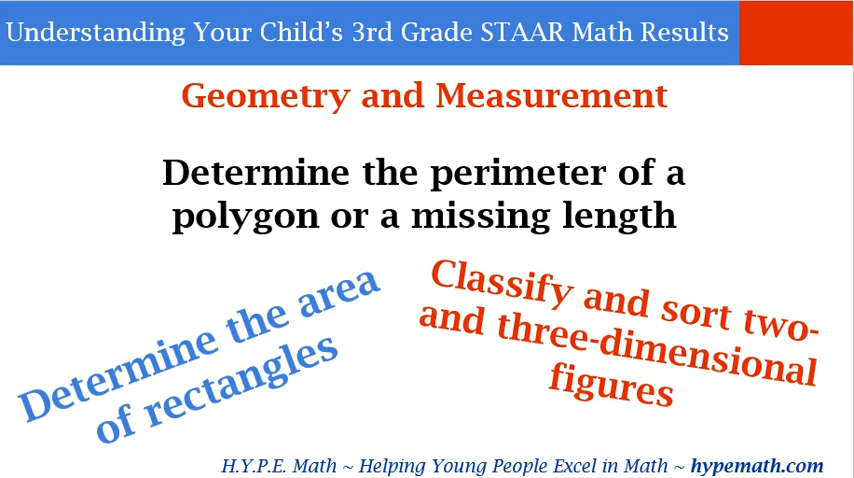 Understanding Your Child’s 3rd Grade STAAR Math Results
Geometry and Measurement
Determine the perimeter of a
polygon or a missing length
Determine the area
of rectangles
Classify and sort two-
and three-dimensional
figures
H.Y.P.E. Math ~ Helping Young People Excel in Math ~ hypemath.com